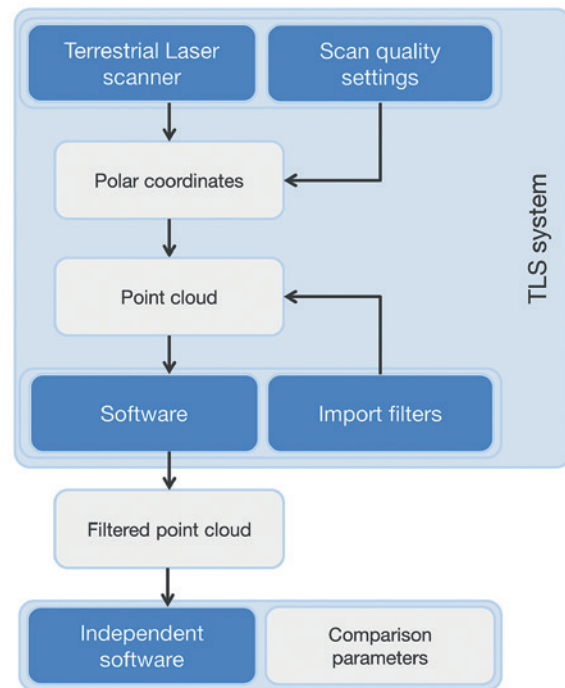 Terrestrial Laser
scanner
Scan quality
settings
Polar coordinates
Point cloud
TLS system
Software
Import filters
Filtered point cloud
Independent
software
Comparison
parameters